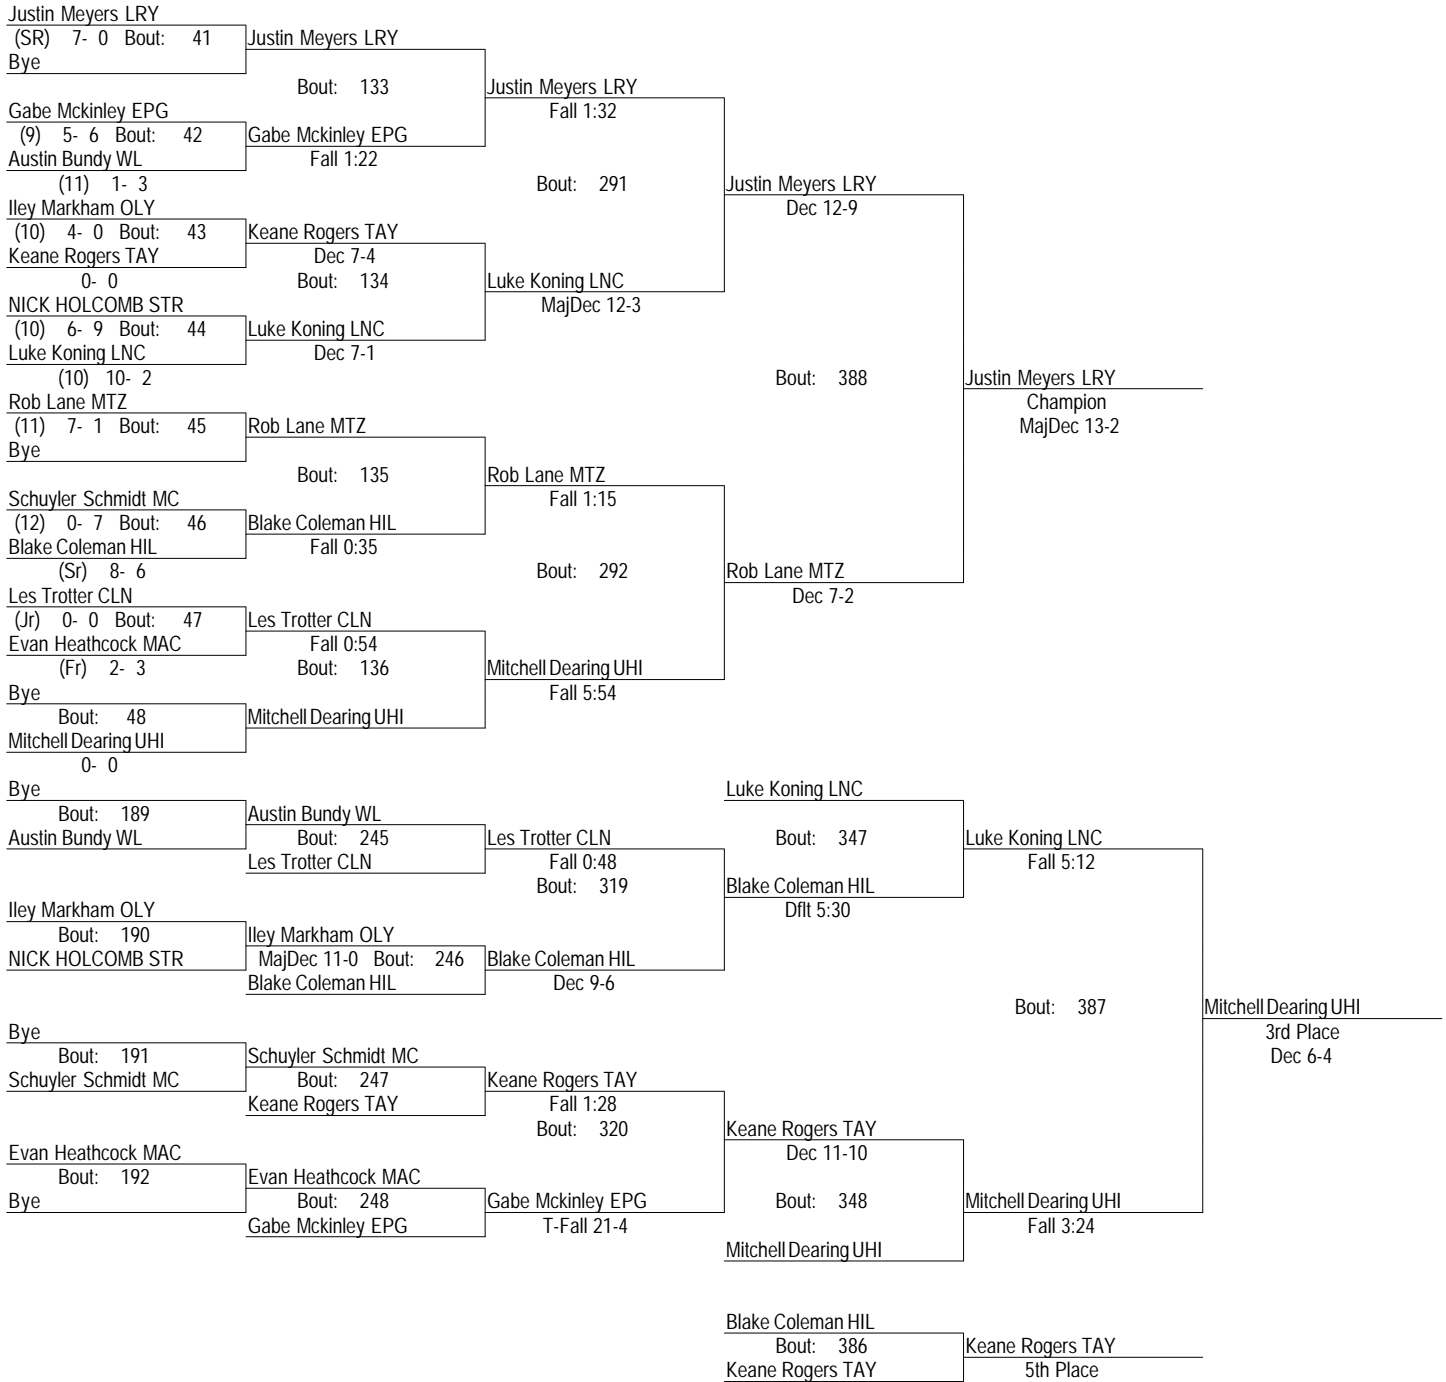 Justin Meyers LRY
(SR) 7- 0 Bout: 41 Justin Meyers LRY
Bye
Bout: 133 Justin Meyers LRY
Gabe Mckinley EPG Fall 1:32
(9) 5- 6 Bout: 42 Gabe Mckinley EPG
Austin Bundy WL Fall 1:22
(11) 1- 3 Bout: 291 Justin Meyers LRY
Iley Markham OLY Dec 12-9
(10) 4- 0 Bout: 43 Keane Rogers TAY
Keane Rogers TAY Dec 7-4
0- 0 Bout: 134 Luke Koning LNC
NICK HOLCOMB STR MajDec 12-3
(10) 6- 9 Bout: 44 Luke Koning LNC
Luke Koning LNC Dec 7-1
(10) 10- 2 Bout: 388 Justin Meyers LRY
Rob Lane MTZ Champion
(11) 7- 1 Bout: 45 Rob Lane MTZ MajDec 13-2
Bye
Bout: 135 Rob Lane MTZ
Schuyler Schmidt MC Fall 1:15
(12) 0- 7 Bout: 46 Blake Coleman HIL
Blake Coleman HIL Fall 0:35
(Sr) 8- 6 Bout: 292 Rob Lane MTZ
Les Trotter CLN Dec 7-2
(Jr) 0- 0 Bout: 47 Les Trotter CLN
Evan Heathcock MAC Fall 0:54
(Fr) 2- 3 Bout: 136 Mitchell Dearing UHI
Bye Fall 5:54
Bout: 48 Mitchell Dearing UHI
Mitchell Dearing UHI
0- 0
Bye Luke Koning LNC
Bout: 189 Austin Bundy WL
Austin Bundy WL Bout: 245 Les Trotter CLN Bout: 347 Luke Koning LNC
Les Trotter CLN Fall 0:48 Fall 5:12
Bout: 319 Blake Coleman HIL
Iley Markham OLY Dflt 5:30
Bout: 190 Iley Markham OLY
NICK HOLCOMB STR MajDec 11-0 Bout: 246 Blake Coleman HIL
Blake Coleman HIL Dec 9-6
Bout: 387 Mitchell Dearing UHI
Bye 3rd Place
Bout: 191 Schuyler Schmidt MC Dec 6-4
Schuyler Schmidt MC Bout: 247 Keane Rogers TAY
Keane Rogers TAY Fall 1:28
Bout: 320 Keane Rogers TAY
Evan Heathcock MAC Dec 11-10
Bout: 192 Evan Heathcock MAC
Bye Bout: 248 Gabe Mckinley EPG Bout: 348 Mitchell Dearing UHI
Gabe Mckinley EPG T-Fall 21-4 Fall 3:24
Mitchell Dearing UHI
Blake Coleman HIL
Bout: 386 Keane Rogers TAY
Keane Rogers TAY 5th Place